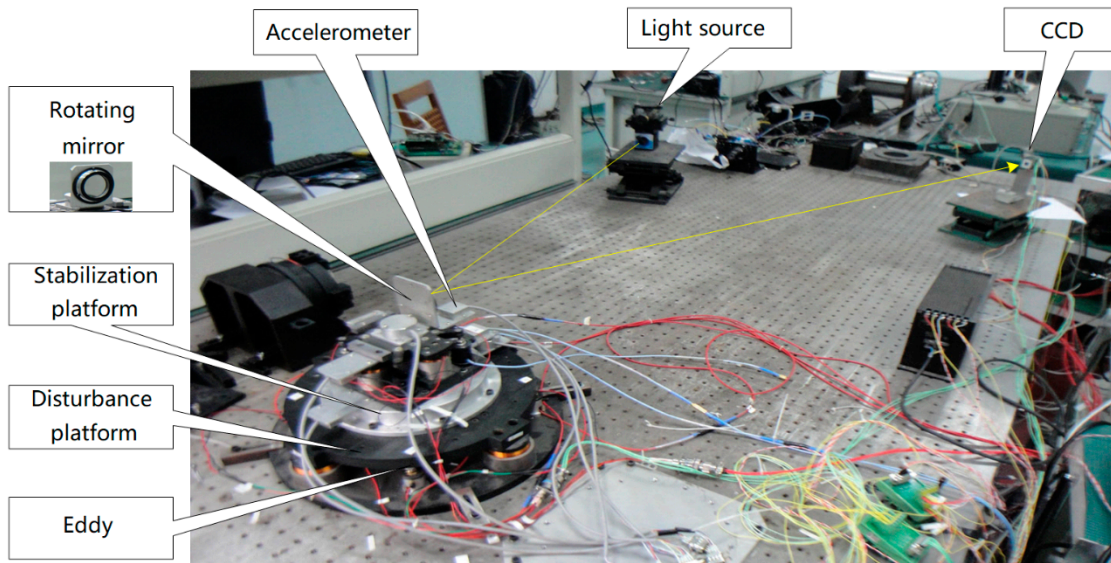 Accelerometer
Light source
CCD
Rotating
mirror
Stabilization
platform
Disturbance
platform
Eddy